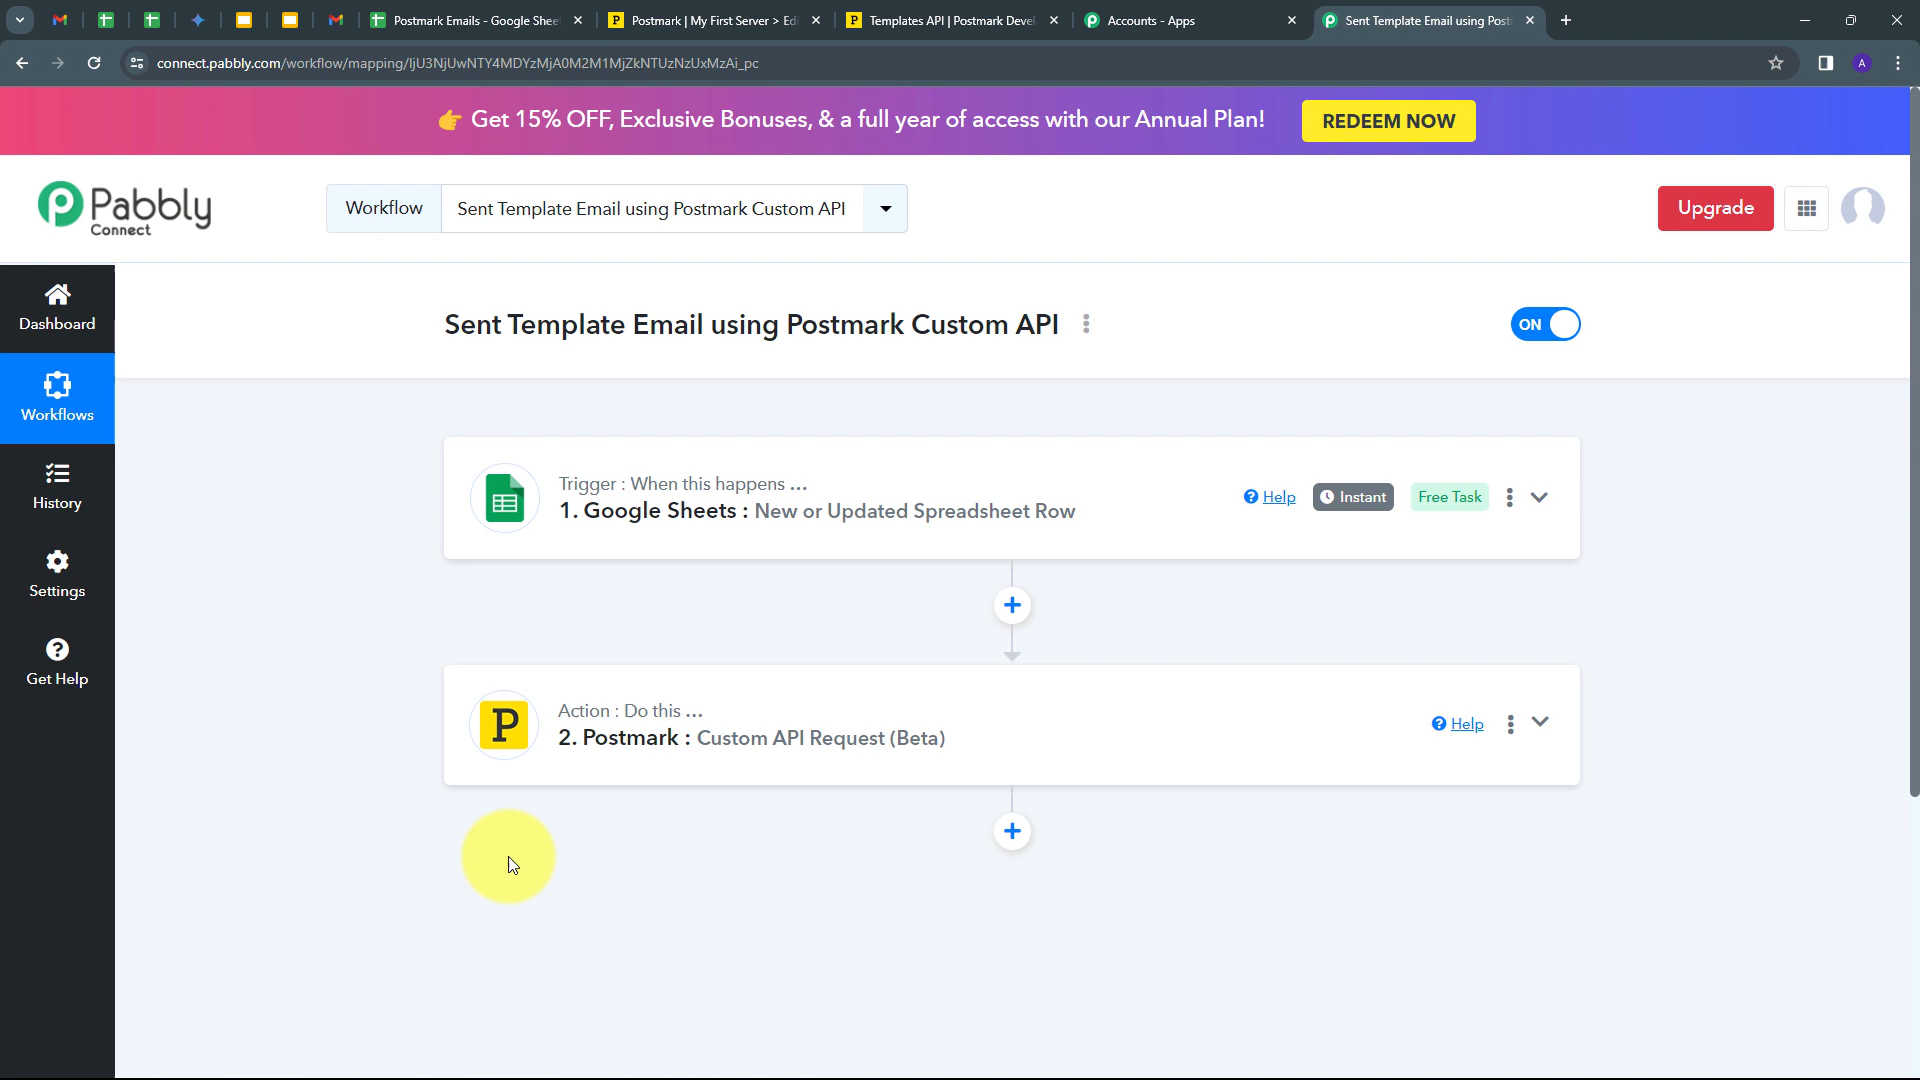 Postmark Emails - Google Shee
Postmark | My First Server > Ed
Templates API | Postmark Deve
Accounts - Apps
Sent Template Email using Post
connect.pabbly.com/workflow/mapping/IjU3NjUwNTY4MDYzMjA0M2M1MjZkNTUzNzUxMzAi_pc
A
👉 Get 15% OFF, Exclusive Bonuses, & a full year of access with our Annual Plan!
REDEEM NOW
Pabbly
Connect
Workflow
Sent Template Email using Postmark Custom API
Upgrade
Dashboard
Workflows
History
Settings
Get Help
Sent Template Email using Postmark Custom API
ON
Trigger : When this happens ...
1. Google Sheets : New or Updated Spreadsheet Row
Help
Instant
Free Task
Action : Do this ...
2. Postmark : Custom API Request (Beta)
Help